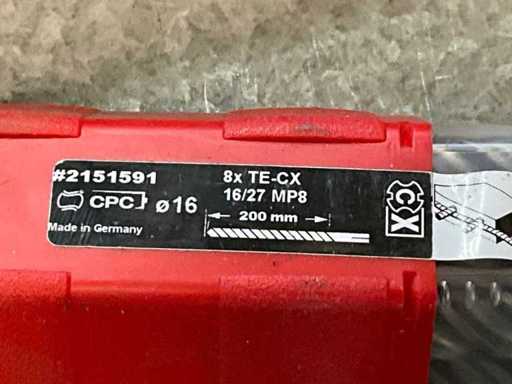 #2151591
8x TE-CX
CPC ø16
16/27 MP8
200 mm
Made in Germany
CX